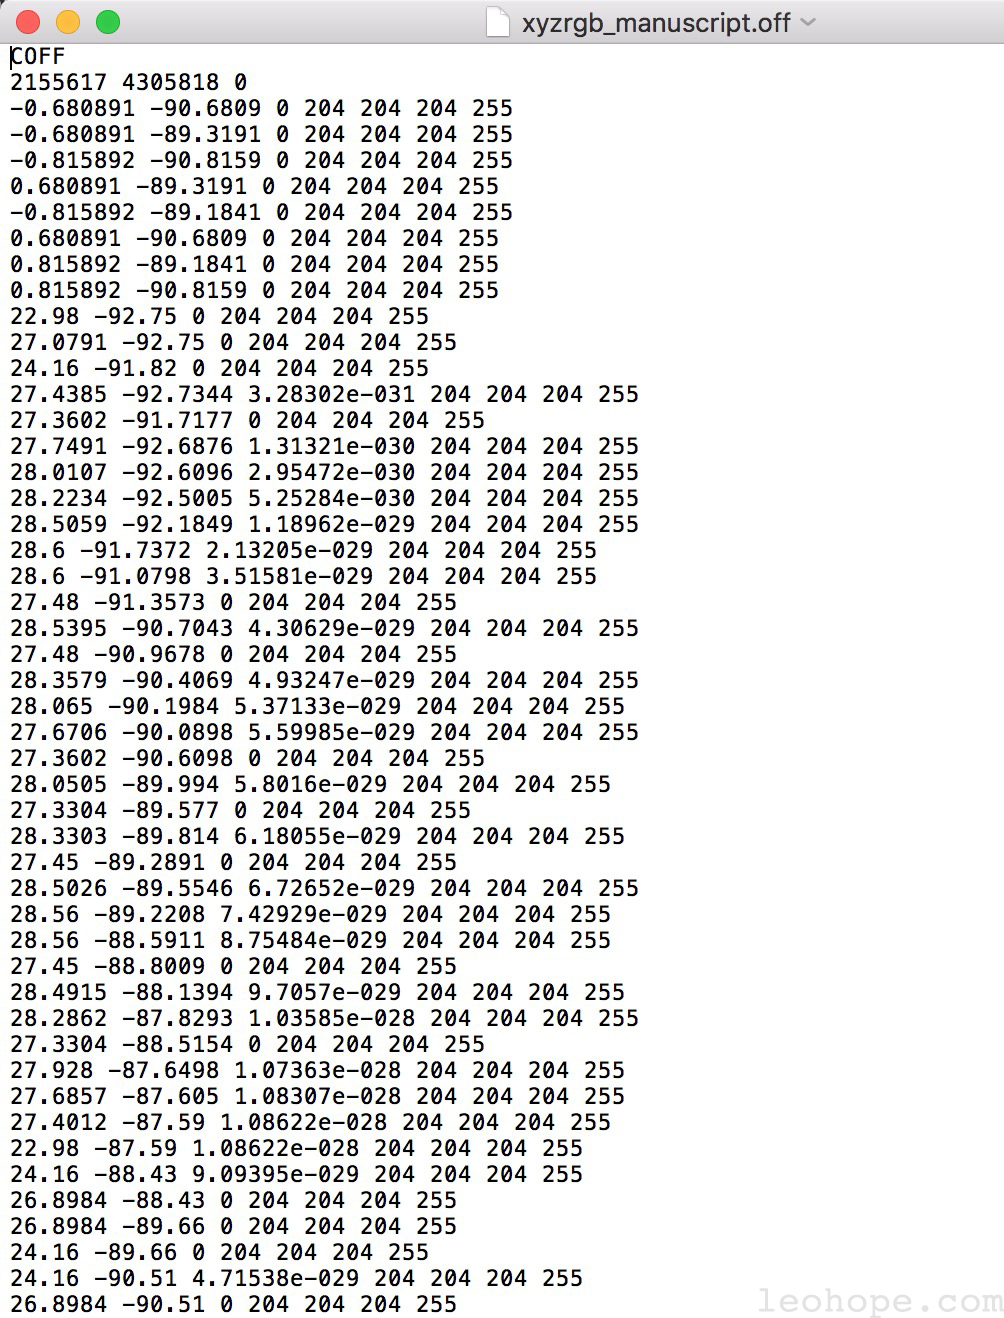 xyzrgb_manuscript.off
COFF
2155617 4305818 0
-0.680891 -90.6809 0 204 204 204 255
-0.680891 -89.3191 0 204 204 204 255
-0.815892 -90.8159 0 204 204 204 255
0.680891 -89.3191 0 204 204 204 255
-0.815892 -89.1841 0 204 204 204 255
0.680891 -90.6809 0 204 204 204 255
0.815892 -89.1841 0 204 204 204 255
0.815892 -90.8159 0 204 204 204 255
22.98 -92.75 0 204 204 204 255
27.0791 -92.75 0 204 204 204 255
24.16 -91.82 0 204 204 204 255
27.4385 -92.7344 3.28302e-031 204 204 204 255
27.3602 -91.7177 0 204 204 204 255
27.7491 -92.6876 1.31321e-030 204 204 204 255
28.0107 -92.6096 2.95472e-030 204 204 204 255
28.2234 -92.5005 5.25284e-030 204 204 204 255
28.5059 -92.1849 1.18962e-029 204 204 204 255
28.6 -91.7372 2.13205e-029 204 204 204 255
28.6 -91.0798 3.51581e-029 204 204 204 255
27.48 -91.3573 0 204 204 204 255
28.5395 -90.7043 4.30629e-029 204 204 204 255
27.48 -90.9678 0 204 204 204 255
28.3579 -90.4069 4.93247e-029 204 204 204 255
28.065 -90.1984 5.37133e-029 204 204 204 255
27.6706 -90.0898 5.59985e-029 204 204 204 255
27.3602 -90.6098 0 204 204 204 255
28.0505 -89.994 5.8016e-029 204 204 204 255
27.3304 -89.577 0 204 204 204 255
28.3303 -89.814 6.18055e-029 204 204 204 255
27.45 -89.2891 0 204 204 204 255
28.5026 -89.5546 6.72652e-029 204 204 204 255
28.56 -89.2208 7.42929e-029 204 204 204 255
28.56 -88.5911 8.75484e-029 204 204 204 255
27.45 -88.8009 0 204 204 204 255
28.4915 -88.1394 9.7057e-029 204 204 204 255
28.2862 -87.8293 1.03585e-028 204 204 204 255
27.3304 -88.5154 0 204 204 204 255
27.928 -87.6498 1.07363e-028 204 204 204 255
27.6857 -87.605 1.08307e-028 204 204 204 255
27.4012 -87.59 1.08622e-028 204 204 204 255
22.98 -87.59 1.08622e-028 204 204 204 255
24.16 -88.43 9.09395e-029 204 204 204 255
26.8984 -88.43 0 204 204 204 255
26.8984 -89.66 0 204 204 204 255
24.16 -89.66 0 204 204 204 255
24.16 -90.51 4.71538e-029 204 204 204 255
26.8984 -90.51 0 204 204 204 255
leohope.com